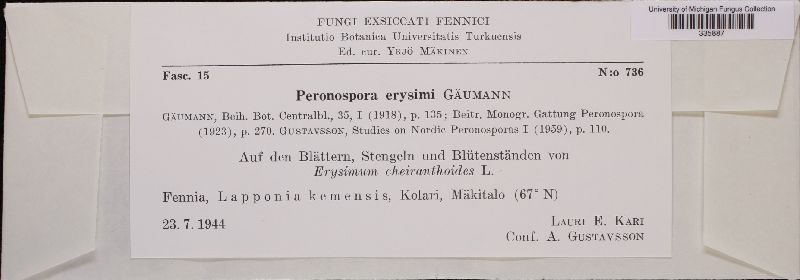 University of Michigan Fungus Collection
335887
FUNGI EXSICCATI FENNICI
Institutio Botanica Universitatis Turkuensis
Ed. cur. YRJÖ MÄKINEN
Fasc. 15 N:o 736
Peronospora erysimi GÄUMANN
GÄUMANN, Beih. Bot. Centralbl., 35, I (1918), p. 135; Beitr. Monogr. Gattung Peronospora
(1923), p. 270. GUSTAVSSON, Studies on Nordic Peronosporas I (1959), p. 110.
Auf den Blättern, Stengeln und Blütenständen von
Erysimum cheiranthoides L.
Fennia, Lapponia kemensis, Kolari, Mäkitalo (67° N)
23. 7. 1944 LAURI E. KARI
Conf. A. GUSTAVSSON